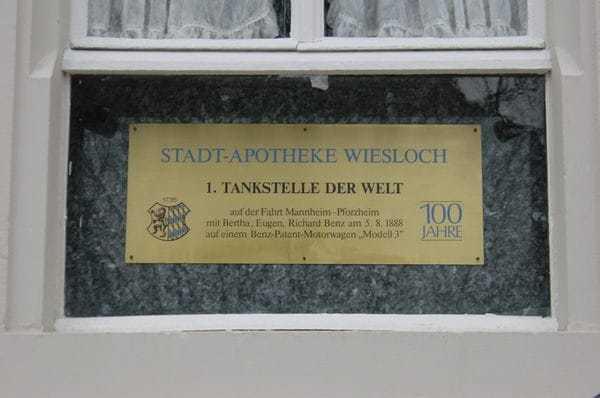 STADT-APOTHEKE WIESLOCH
1. TANKSTELLE DER WELT
auf der Fahrt Mannheim-Pforzheim
mit Bertha, Eugen, Richard Benz am 5. 8. 1888
auf einem Benz-Patent-Motorwagen „Modell 3"
100
JAHRE